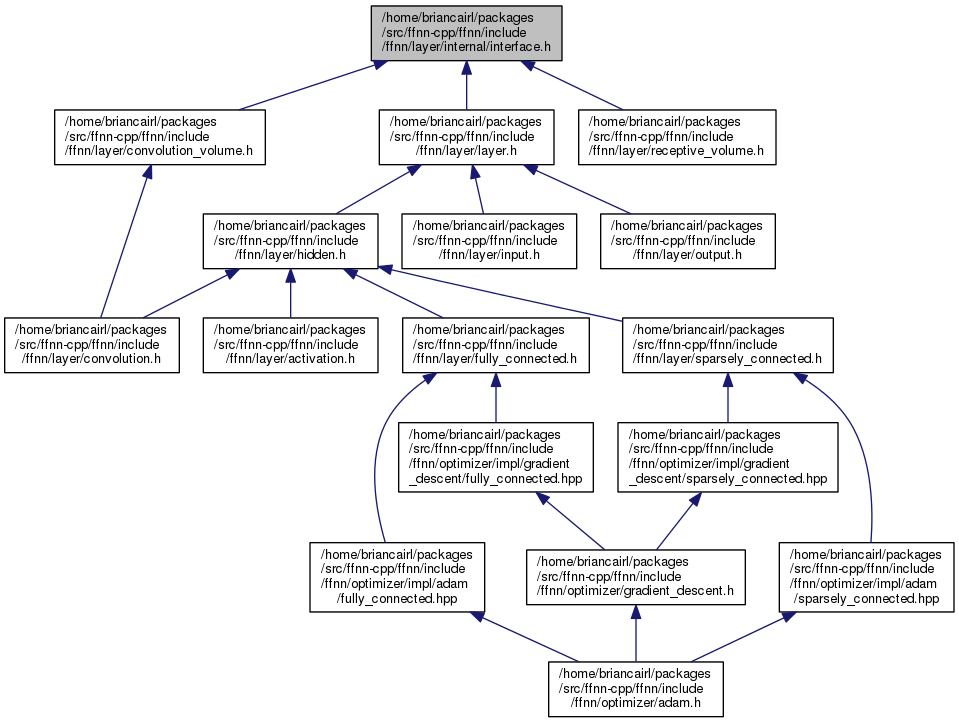 /home/briancairl/packages
/src/ffnn-cpp/ffnn/include
/ffnn/layer/internal/interface.h
/home/briancairl/packages
/src/ffnn-cpp/ffnn/include
/ffnn/layer/convolution_volume.h
/home/briancairl/packages
/src/ffnn-cpp/ffnn/include
/ffnn/layer/layer.h
/home/briancairl/packages
/src/ffnn-cpp/ffnn/include
/ffnn/layer/receptive_volume.h
/home/briancairl/packages
/src/ffnn-cpp/ffnn/include
/ffnn/layer/hidden.h
/home/briancairl/packages
/src/ffnn-cpp/ffnn/include
/ffnn/layer/input.h
/home/briancairl/packages
/src/ffnn-cpp/ffnn/include
/ffnn/layer/output.h
/home/briancairl/packages
/src/ffnn-cpp/ffnn/include
/ffnn/layer/convolution.h
/home/briancairl/packages
/src/ffnn-cpp/ffnn/include
/ffnn/layer/activation.h
/home/briancairl/packages
/src/ffnn-cpp/ffnn/include
/ffnn/layer/fully_connected.h
/home/briancairl/packages
/src/ffnn-cpp/ffnn/include
/ffnn/layer/sparsely_connected.h
/home/briancairl/packages
/src/ffnn-cpp/ffnn/include
/ffnn/optimizer/impl/gradient
_descent/fully_connected.hpp
/home/briancairl/packages
/src/ffnn-cpp/ffnn/include
/ffnn/optimizer/impl/gradient
_descent/sparsely_connected.hpp
/home/briancairl/packages
/src/ffnn-cpp/ffnn/include
/ffnn/optimizer/impl/adam
/fully_connected.hpp
/home/briancairl/packages
/src/ffnn-cpp/ffnn/include
/ffnn/optimizer/gradient_descent.h
/home/briancairl/packages
/src/ffnn-cpp/ffnn/include
/ffnn/optimizer/impl/adam
/sparsely_connected.hpp
/home/briancairl/packages
/src/ffnn-cpp/ffnn/include
/ffnn/optimizer/adam.h